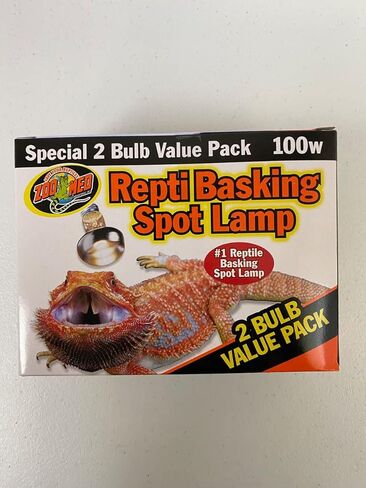 Special 2 Bulb Value Pack 100w
ZOO MED
Repti Basking
Spot Lamp
#1 Reptile
Basking
Spot Lamp
2 BULB
VALUE PACK